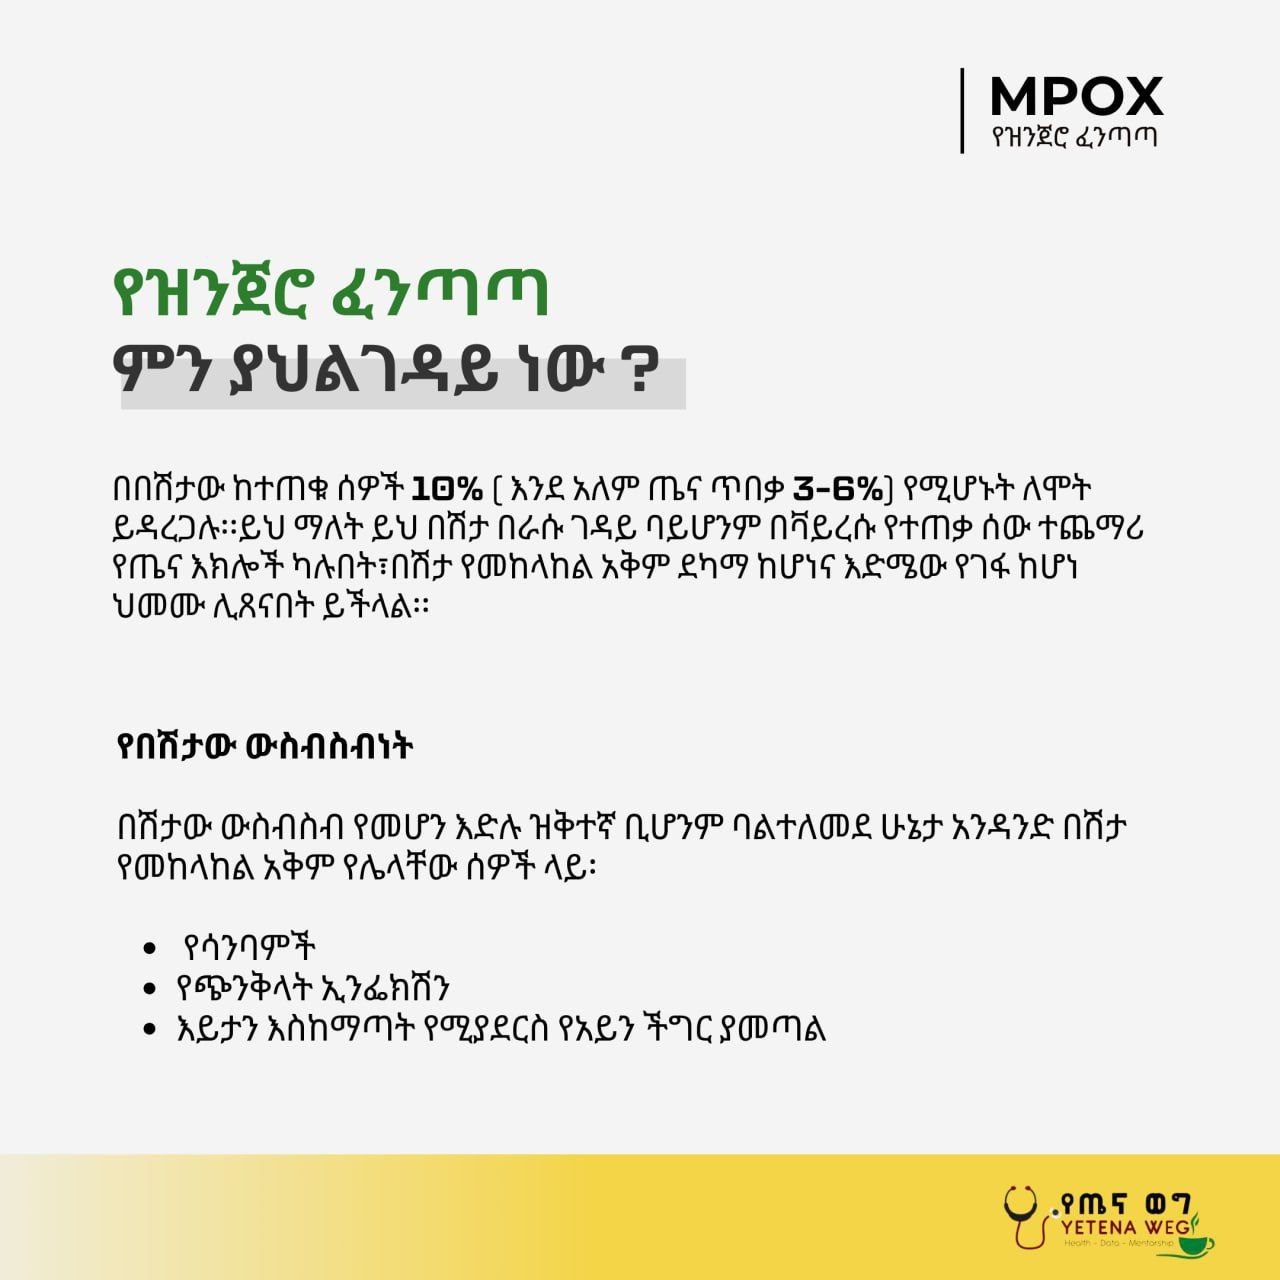 MPOX
የዝንጀሮ ፈንጣጣ
የዝንጀሮ ፈንጣጣ
ምን ያህልገዳይ ነው ?
በበሽታው ከተጠቁ ሰዎች 10% ( እንደ አለም ጤና ጥበቃ 3-6%) የሚሆኑት ለሞት
ይዳረጋሉ።ይህ ማለት ይህ በሽታ በራሱ ገዳይ ባይሆንም በቫይረሱ የተጠቃ ሰው ተጨማሪ
የጤና እክሎች ካሉበት፣በሽታ የመከላከል አቅም ደካማ ከሆነና እድሜው የገፋ ከሆነ
ህመሙ ሊጸናበት ይችላል።
የበሽታው ውስብስብነት
በሽታው ውስብስብ የመሆን እድሉ ዝቅተኛ ቢሆንም ባልተለመደ ሁኔታ አንዳንድ በሽታ
የመከላከል አቅም የሌላቸው ሰዎች ላይ፡
• የሳንባምች
• የጭንቅላት ኢንፌክሽን
• እይታን እስከማጣት የሚያደርስ የአይን ችግር ያመጣል
የጤና ወግ
YETENA WEG
Health - Data - Mentorship